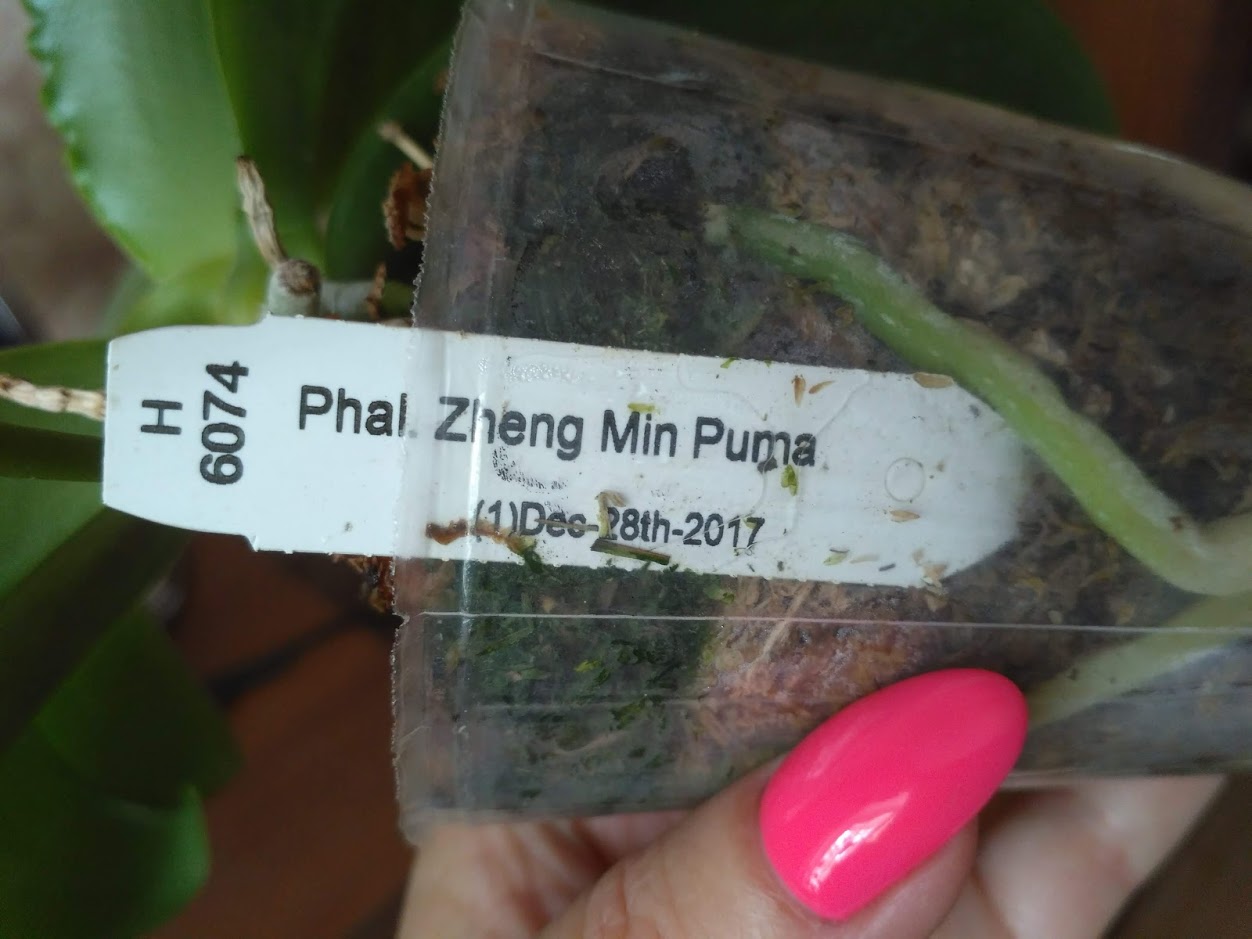 H
6074
Phal. Zheng Min Puma
(1)Dec-28th-2017